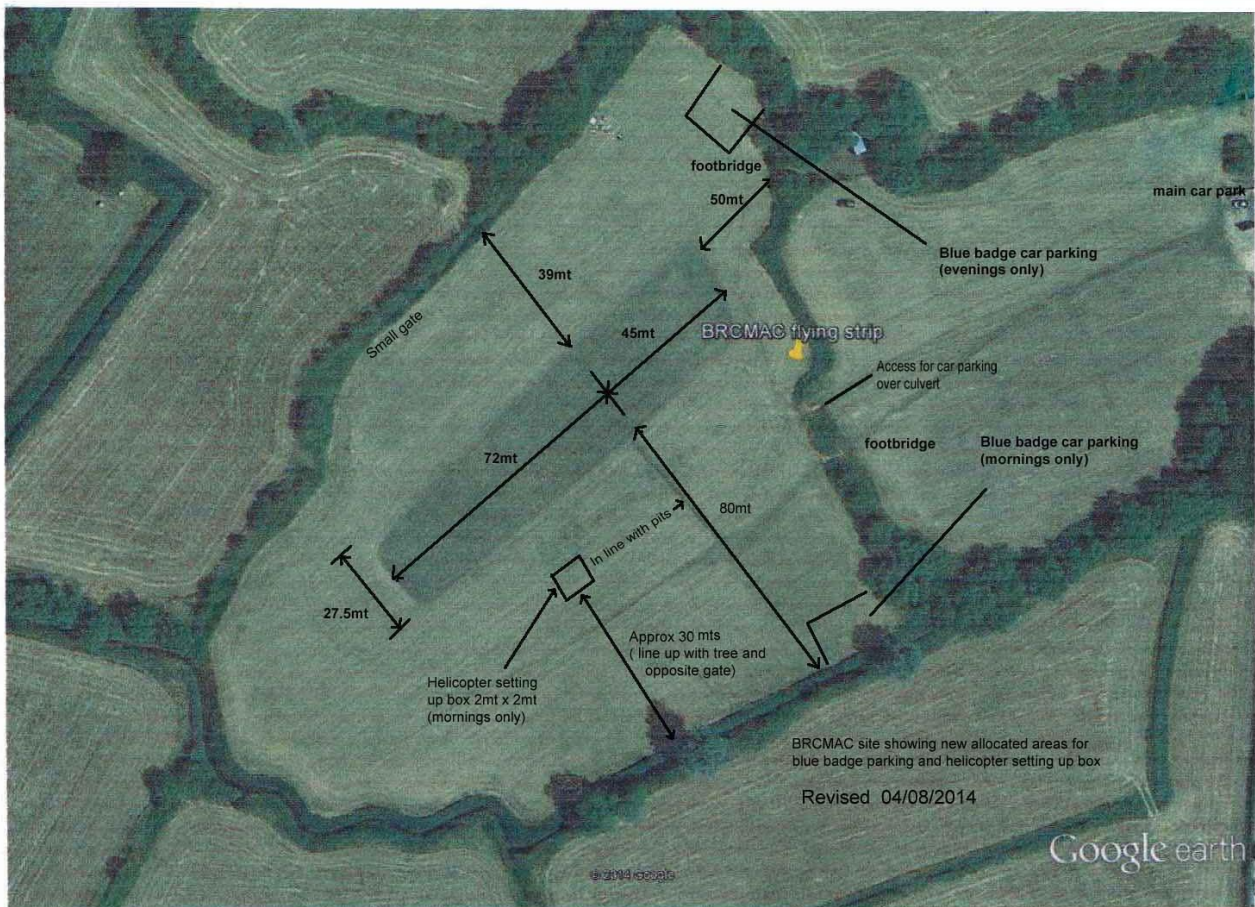 footbridge
50mt
main car park
Blue badge car parking
(evenings only)
39mt
Small gate
45mt
BRCMAC flying strip
Access for car parking
over culvert
footbridge
Blue badge car parking
(mornings only)
72mt
80mt
In line with pits
27.5mt
Approx 30 mts
( line up with tree and
opposite gate)
Helicopter setting
up box 2mt x 2mt
(mornings only)
BRCMAC site showing new allocated areas for
blue badge parking and helicopter setting up box
Revised 04/08/2014
Google earth
© 2014 Google